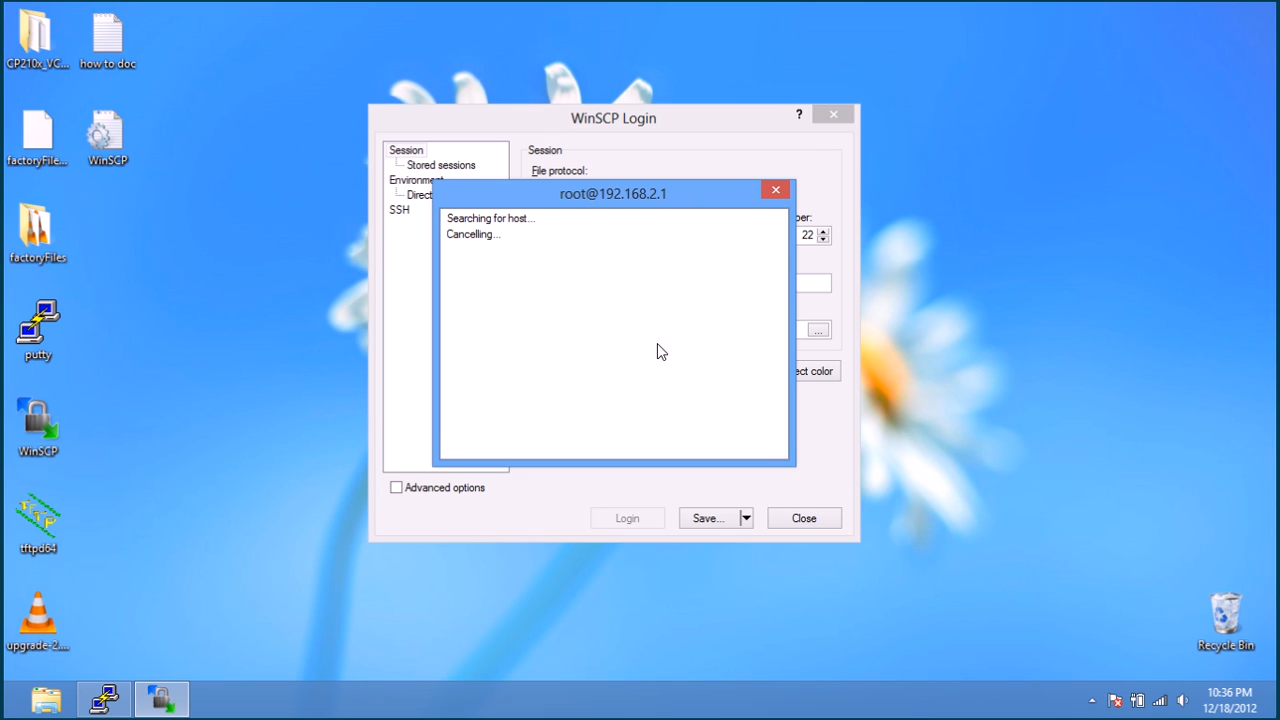 CP210x_VC...
how to doc
factoryFile...
WinSCP
factoryFiles
putty
WinSCP
tftpd64
upgrade-2....
WinSCP Login
?
Session
Stored sessions
Environme
Direct
SSH
Session
File protocol:
ber:
22
...
ect color
root@192.168.2.1
Searching for host...
Cancelling...
Advanced options
Login
Save...
Close
Recycle Bin
10:36 PM
12/18/2012